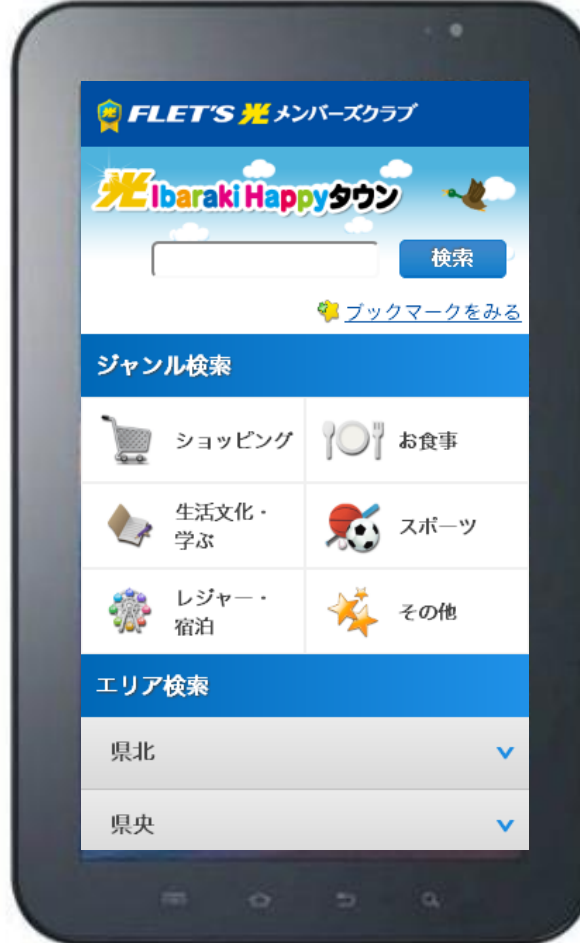 FLET'S 光 メンバーズクラブ
光 Ibaraki Happyタウン
検索
ブックマークをみる
ジャンル検索
ショッピング
お食事
生活文化・
学ぶ
スポーツ
レジャー・
宿泊
その他
エリア検索
県北
県央